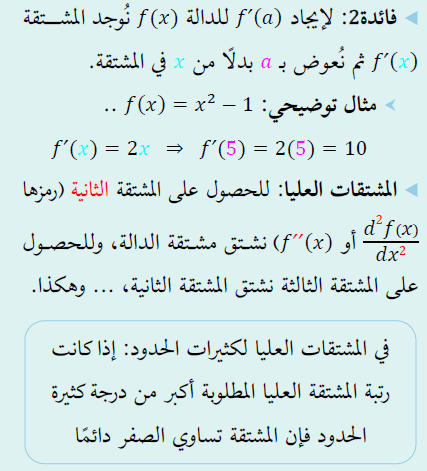 ◄ فائدة2: لإيجاد f′(a) للدالة f(x) نُوجد المشتقة
f′(x) ثم نُعوض بـ a بدلًا من x في المشتقة.
➢ مثال توضيحي: f(x) = x² − 1 ..
f′(x) = 2x ⇒ f′(5) = 2(5) = 10
◄ المشتقات العليا: للحصول على المشتقة الثانية (رمزها
d²f(x)/dx² أو f′′(x)) نشتق مشتقة الدالة، وللحصول
على المشتقة الثالثة نشتق المشتقة الثانية، ... وهكذا.
في المشتقات العليا لكثيرات الحدود: إذا كانت
رتبة المشتقة العليا المطلوبة أكبر من درجة كثيرة
الحدود فإن المشتقة تساوي الصفر دائمًا